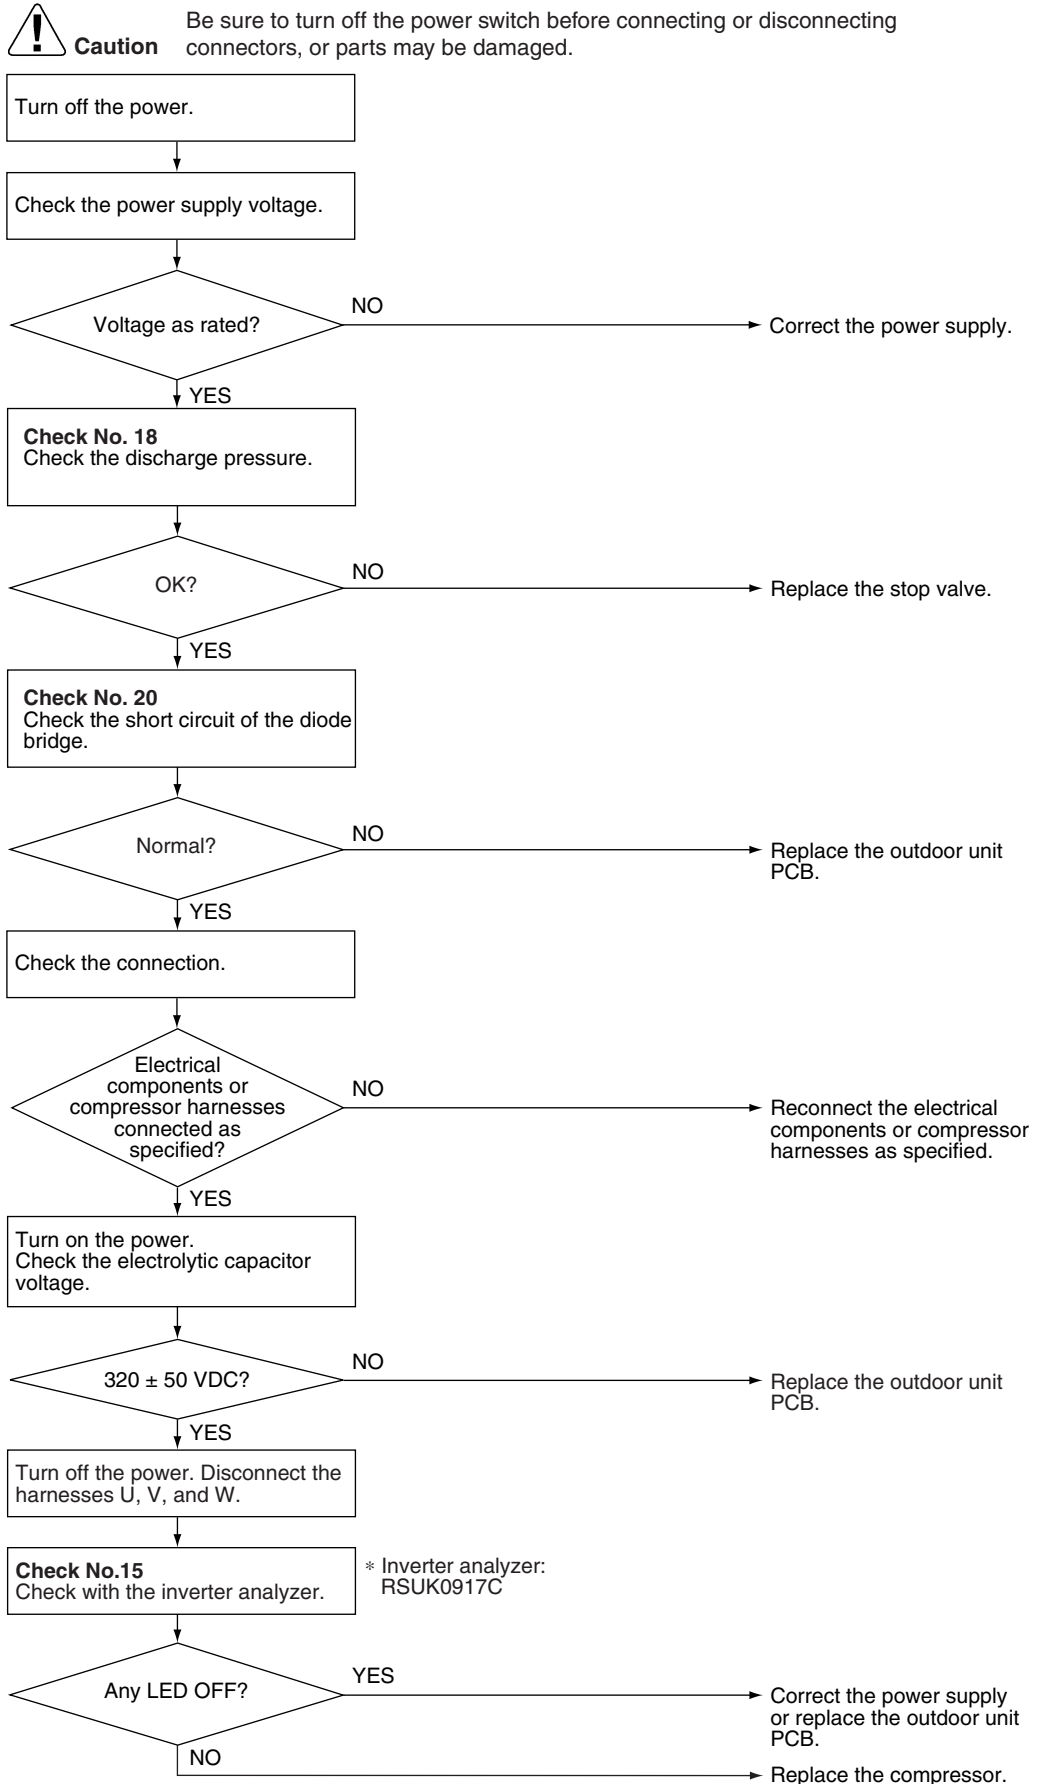 Caution
Be sure to turn off the power switch before connecting or disconnecting
connectors, or parts may be damaged.
Turn off the power.
Check the power supply voltage.
Voltage as rated?
NO
Correct the power supply.
YES
Check No. 18
Check the discharge pressure.
OK?
NO
Replace the stop valve.
YES
Check No. 20
Check the short circuit of the diode
bridge.
Normal?
NO
Replace the outdoor unit
PCB.
YES
Check the connection.
Electrical
components or
compressor harnesses
connected as
specified?
NO
Reconnect the electrical
components or compressor
harnesses as specified.
YES
Turn on the power.
Check the electrolytic capacitor
voltage.
320 ± 50 VDC?
NO
Replace the outdoor unit
PCB.
YES
Turn off the power. Disconnect the
harnesses U, V, and W.
Check No.15
Check with the inverter analyzer.
* Inverter analyzer:
RSUK0917C
Any LED OFF?
YES
Correct the power supply
or replace the outdoor unit
PCB.
NO
Replace the compressor.